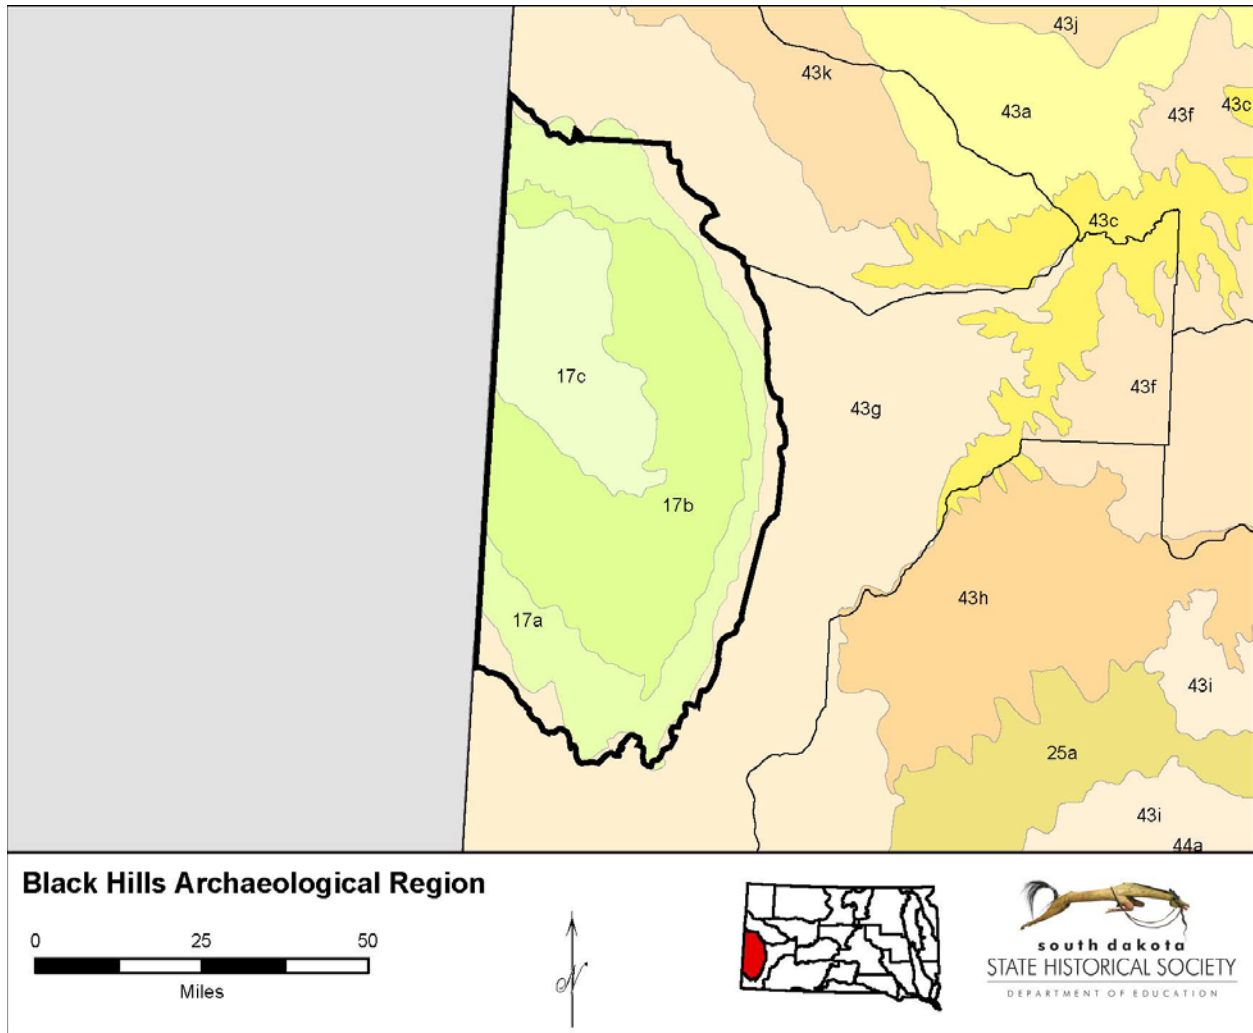 43j
43k
43a
43c
43f
43c
17c
43f
43g
17b
43h
17a
43i
25a
43i
44a
Black Hills Archaeological Region
0 25 50
Miles
N
south dakota
STATE HISTORICAL SOCIETY
DEPARTMENT OF EDUCATION